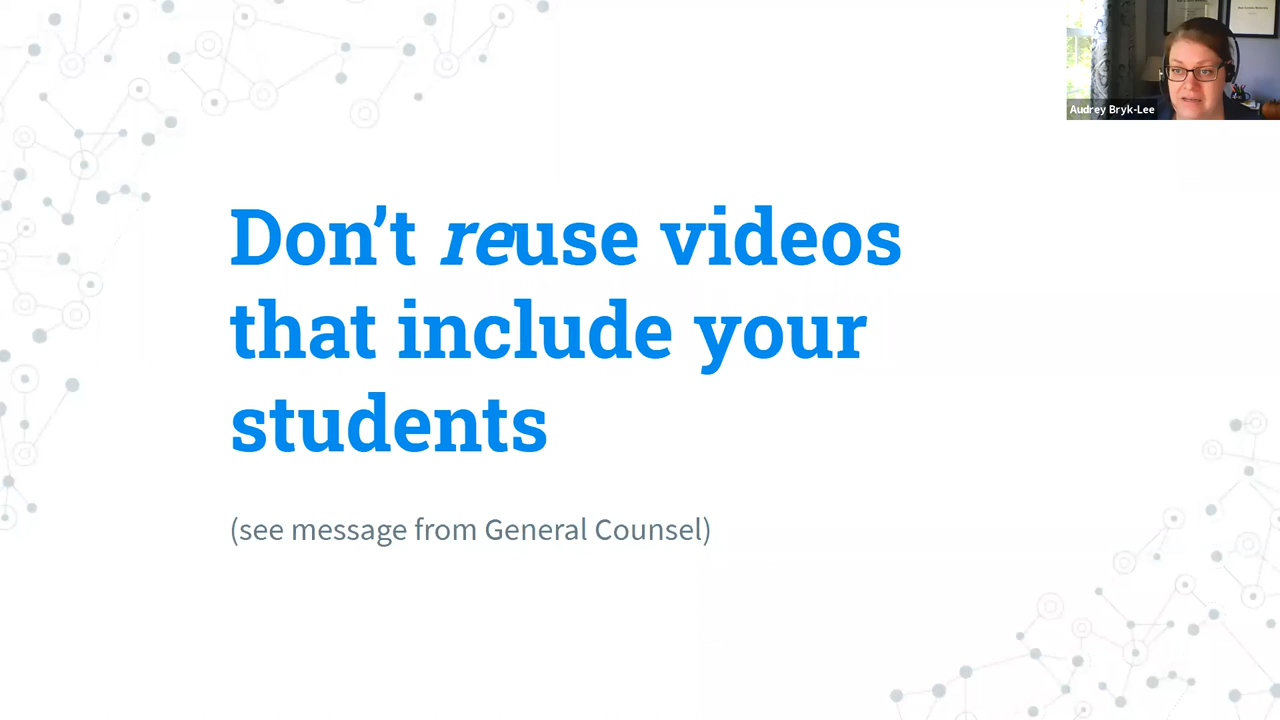 Audrey Bryk-Lee
Don’t reuse videos
that include your
students
(see message from General Counsel)